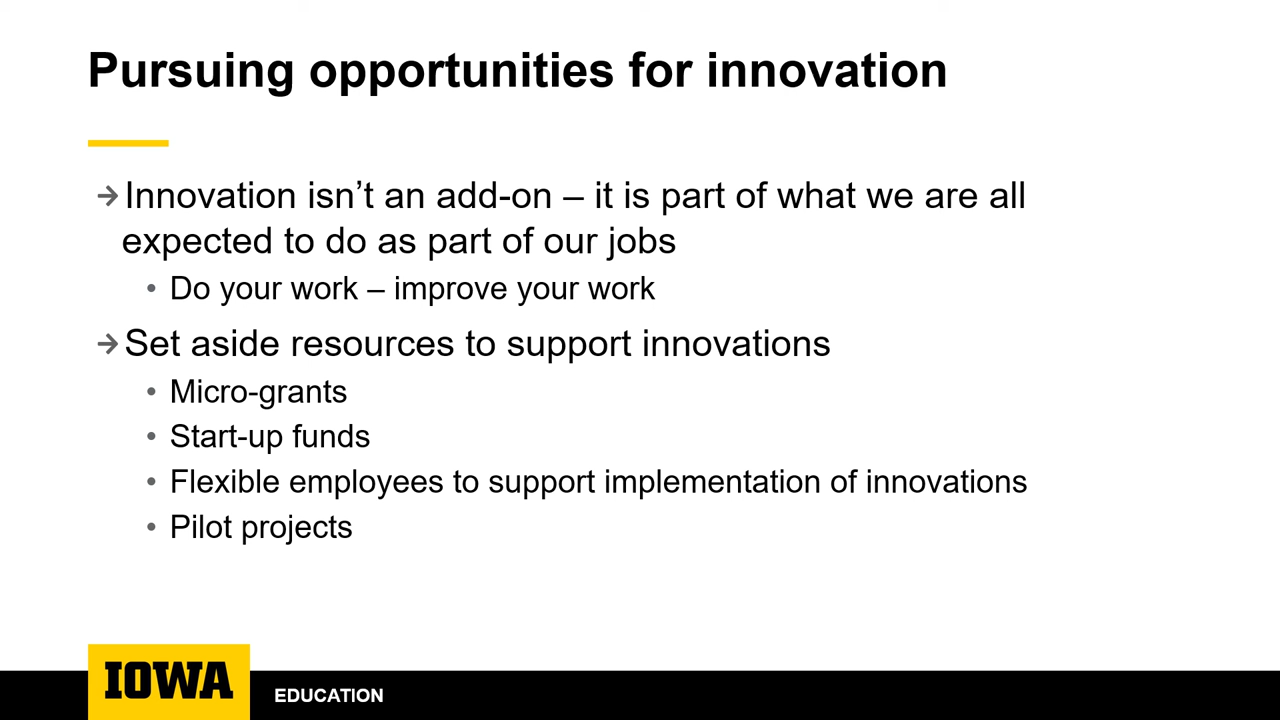 Pursuing opportunities for innovation
→Innovation isn’t an add-on – it is part of what we are all
expected to do as part of our jobs
• Do your work – improve your work
→Set aside resources to support innovations
• Micro-grants
• Start-up funds
• Flexible employees to support implementation of innovations
• Pilot projects
IOWA
EDUCATION